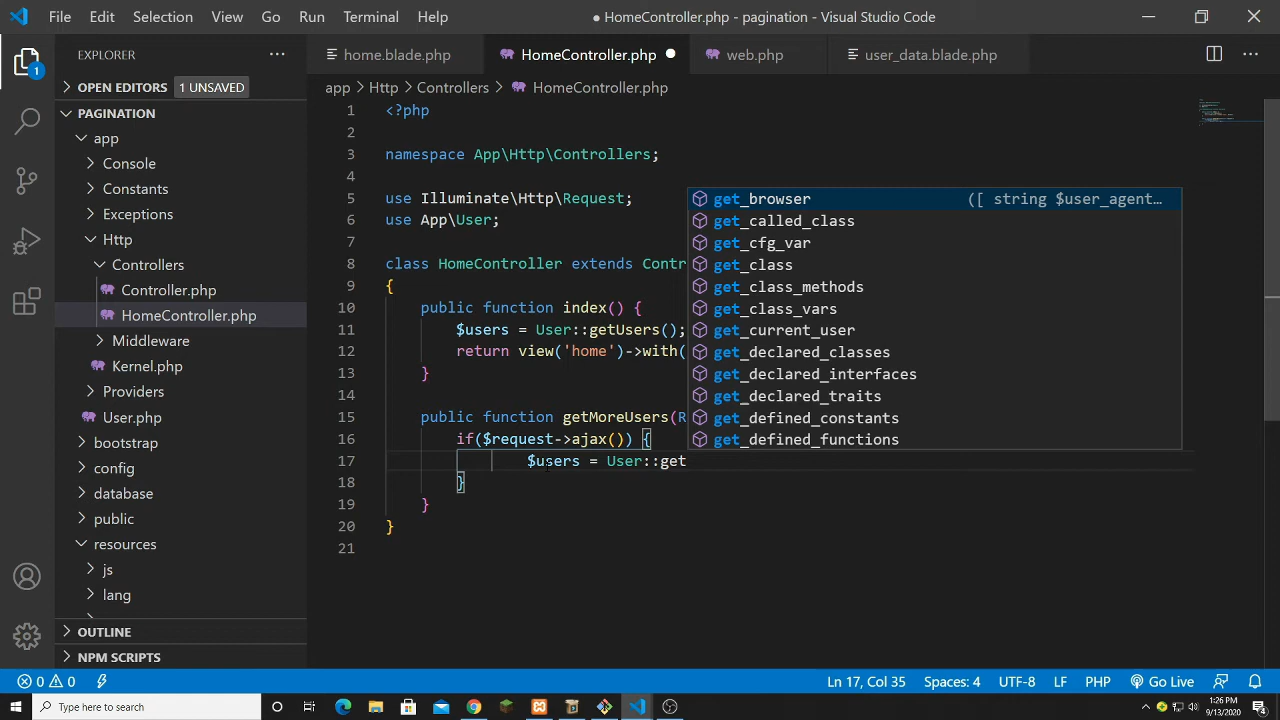 File Edit Selection View Go Run Terminal Help
HomeController.php - pagination - Visual Studio Code
EXPLORER
home.blade.php
HomeController.php
web.php
user_data.blade.php
1
OPEN EDITORS 1 UNSAVED
app > Http > Controllers > HomeController.php
PAGINATION
app
Console
Constants
Exceptions
Http
Controllers
Controller.php
HomeController.php
Middleware
Kernel.php
Providers
User.php
bootstrap
config
database
public
resources
js
lang
OUTLINE
NPM SCRIPTS
1 <?php
2
3 namespace App\Http\Controllers;
4
5 use Illuminate\Http\Request;
6 use App\User;
7
8 class HomeController extends Contr
9 {
10 public function index() {
11 $users = User::getUsers();
12 return view('home')->with(
13 }
14
15 public function getMoreUsers(R
16 if($request->ajax()) {
17 $users = User::get
18 }
19 }
20 }
21
get_browser ([ string $user_agent…
get_called_class
get_cfg_var
get_class
get_class_methods
get_class_vars
get_current_user
get_declared_classes
get_declared_interfaces
get_declared_traits
get_defined_constants
get_defined_functions
0 0 Ln 17, Col 35 Spaces: 4 UTF-8 LF PHP Go Live
Type here to search
1:26 PM
9/13/2020